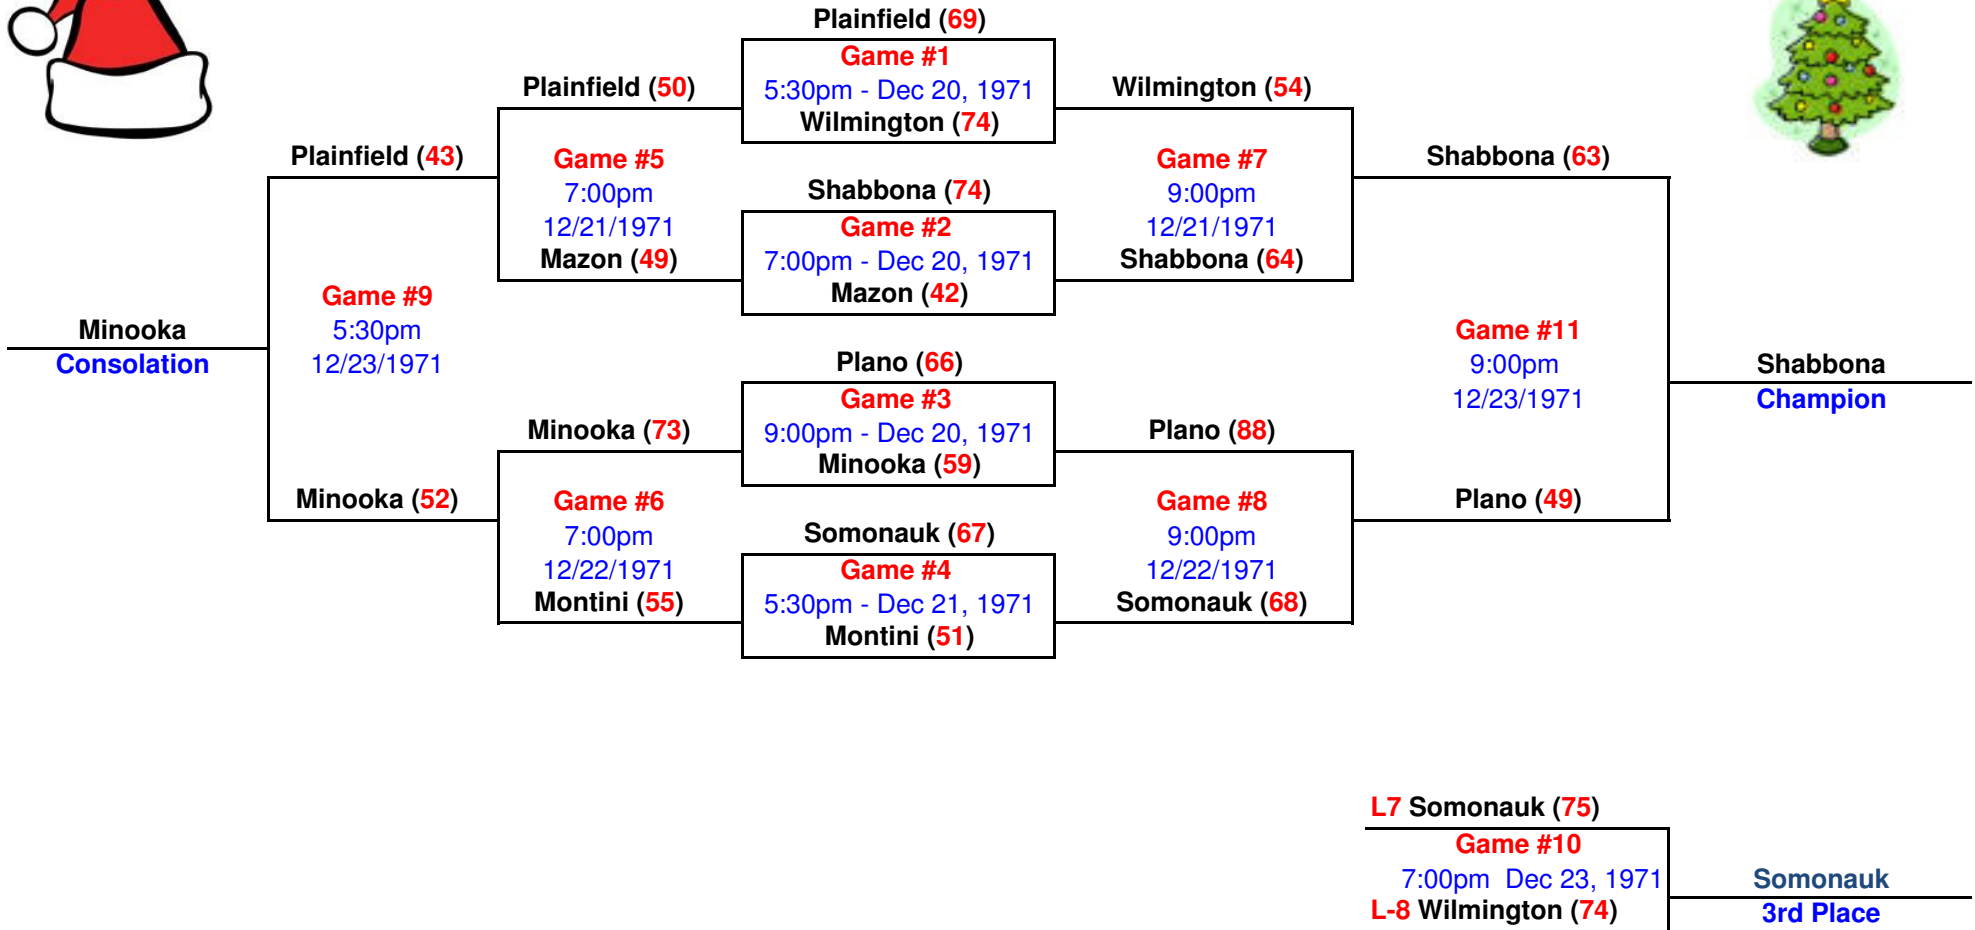 Plainfield (69)
Game #1
5:30pm - Dec 20, 1971
Wilmington (74)
Plainfield (50)
Wilmington (54)
Plainfield (43)
Game #5
7:00pm
12/21/1971
Mazon (49)
Shabbona (74)
Game #2
7:00pm - Dec 20, 1971
Mazon (42)
Game #7
9:00pm
12/21/1971
Shabbona (64)
Shabbona (63)
Game #9
5:30pm
12/23/1971
Minooka
Consolation
Game #11
9:00pm
12/23/1971
Shabbona
Champion
Plano (66)
Game #3
9:00pm - Dec 20, 1971
Minooka (59)
Minooka (73)
Plano (88)
Minooka (52)
Game #6
7:00pm
12/22/1971
Montini (55)
Somonauk (67)
Game #4
5:30pm - Dec 21, 1971
Montini (51)
Game #8
9:00pm
12/22/1971
Somonauk (68)
Plano (49)
L7 Somonauk (75)
Game #10
7:00pm Dec 23, 1971
L-8 Wilmington (74)
Somonauk
3rd Place